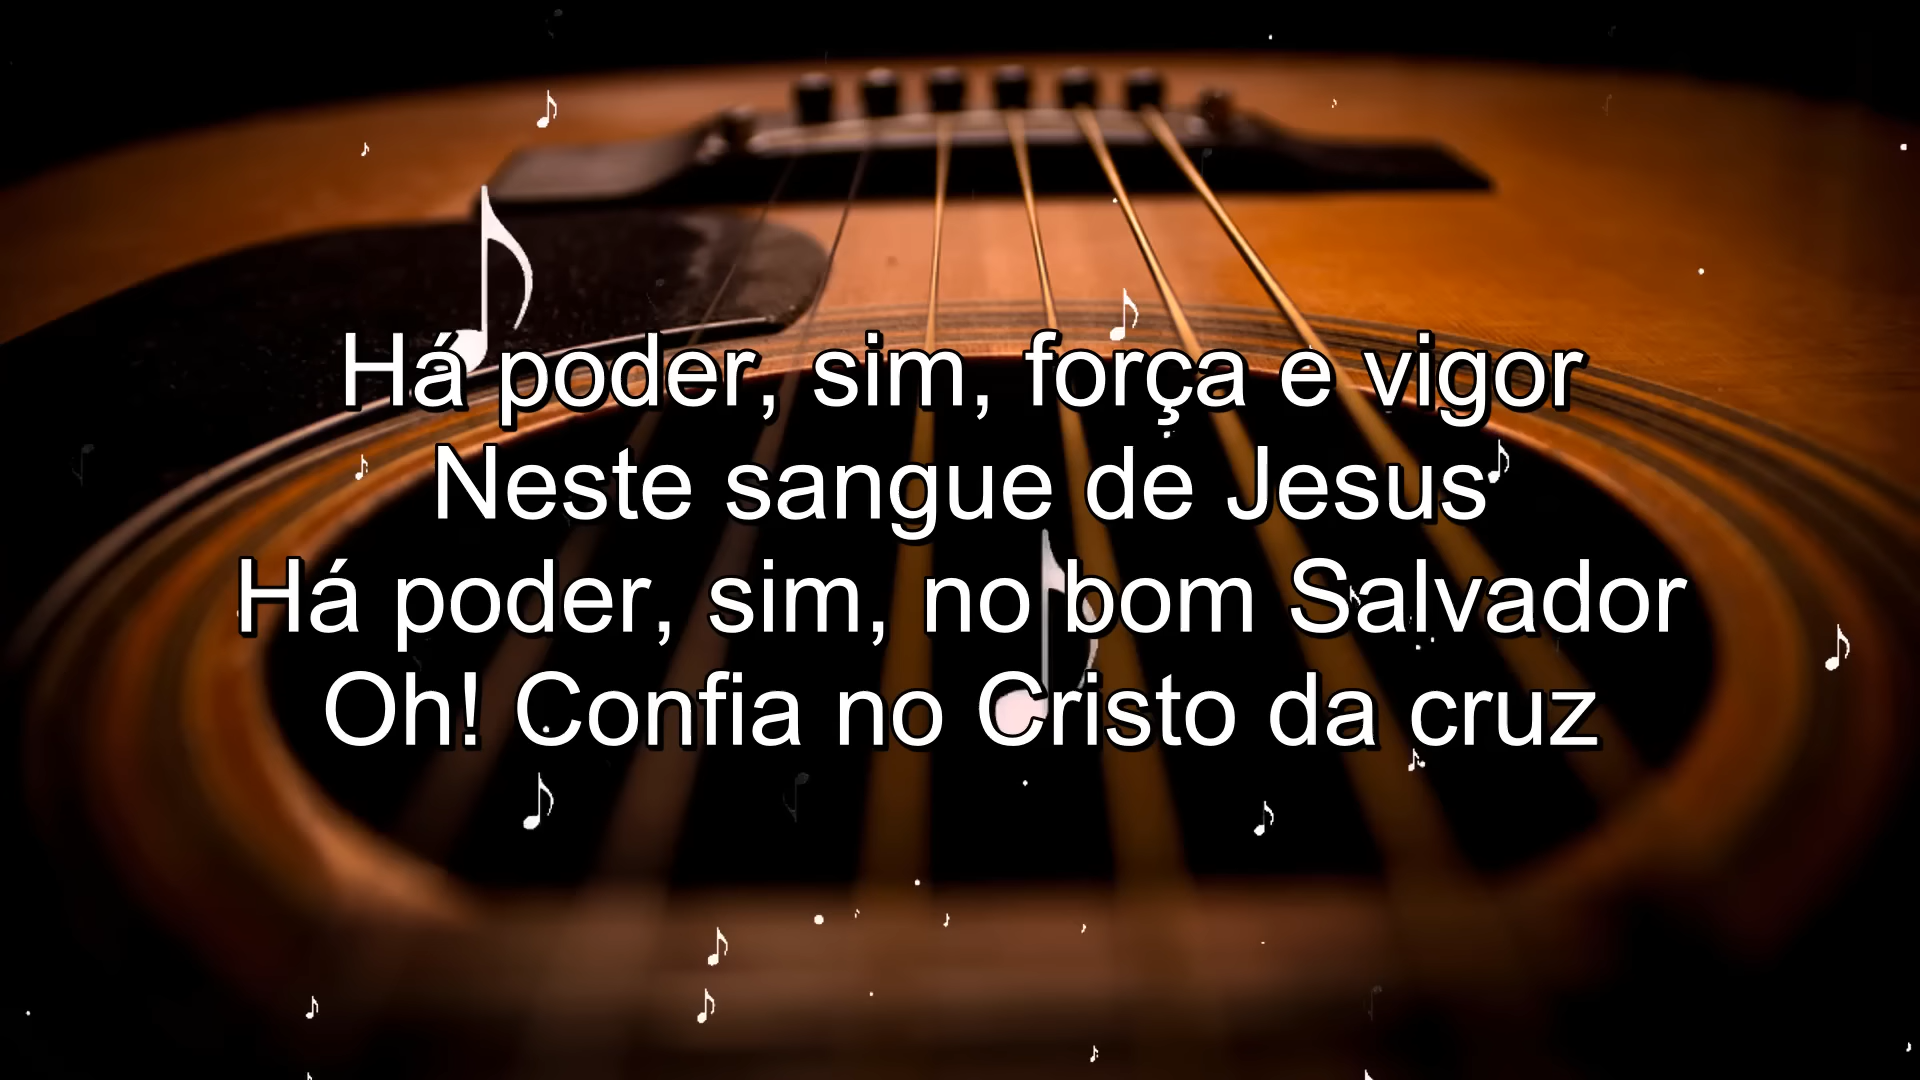 Há poder, sim, força e vigor
Neste sangue de Jesus
Há poder, sim, no bom Salvador
Oh! Confia no Cristo da cruz